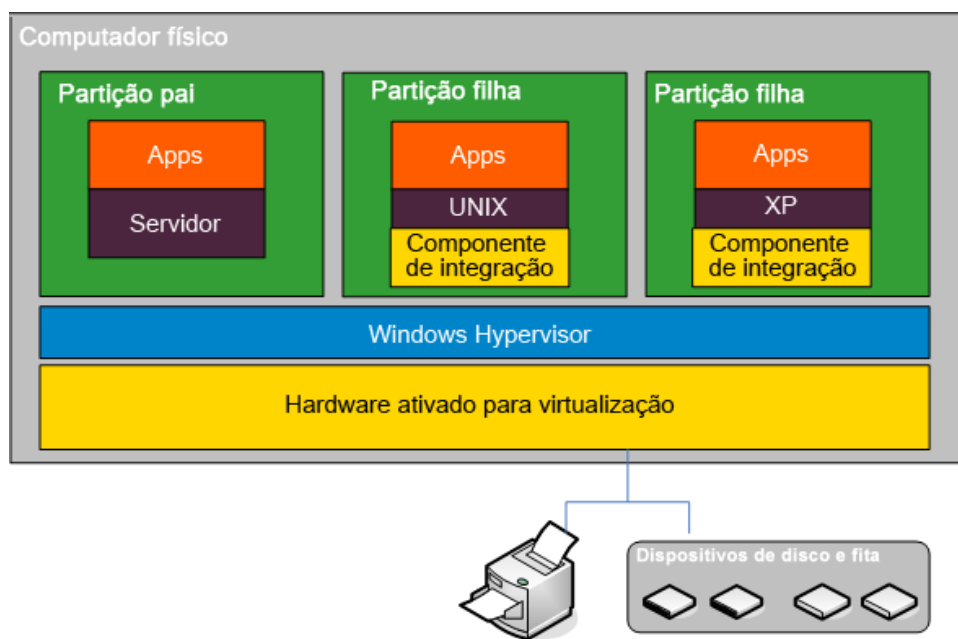 Computador físico
Partição pai
Apps
Servidor
Partição filha
Apps
UNIX
Componente
de integração
Partição filha
Apps
XP
Componente
de integração
Windows Hypervisor
Hardware ativado para virtualização
Dispositivos de disco e fita